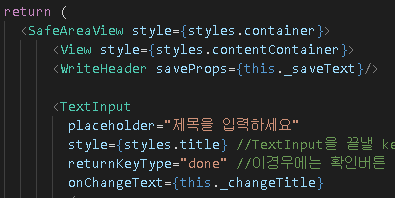 return (
<SafeAreaView style={styles.container}>
<View style={styles.contentContainer}>
<WriteHeader saveProps={this._saveText}/>
<TextInput
placeholder="제목을 입력하세요"
style={styles.title} //TextInput을 끝낼 ke
returnKeyType="done" //이경우에는 확인버튼
onChangeText={this._changeTitle}